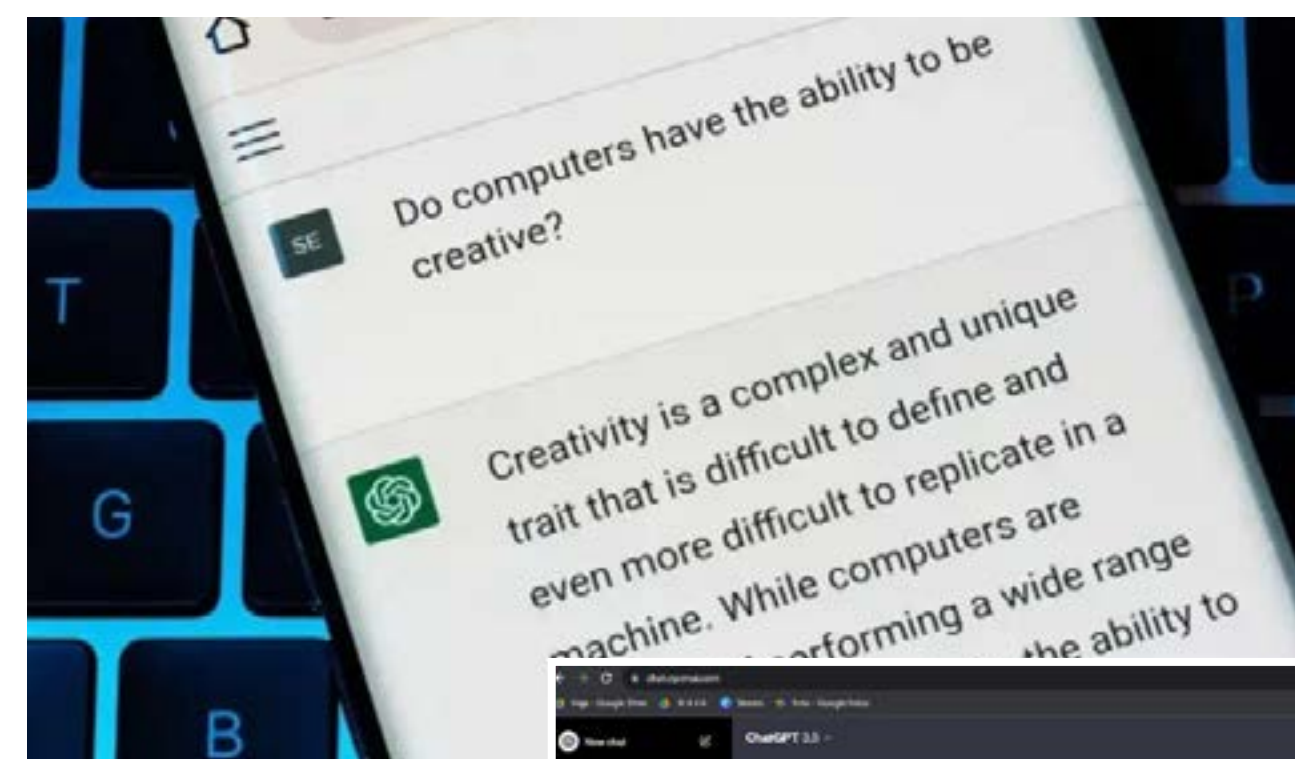 SE
Do computers have the ability to be
creative?
Creativity is a complex and unique
trait that is difficult to define and
even more difficult to replicate in a
machine. While computers are
performing a wide range
the ability to
T
G
B
P
New chat
ChatGPT 3.5